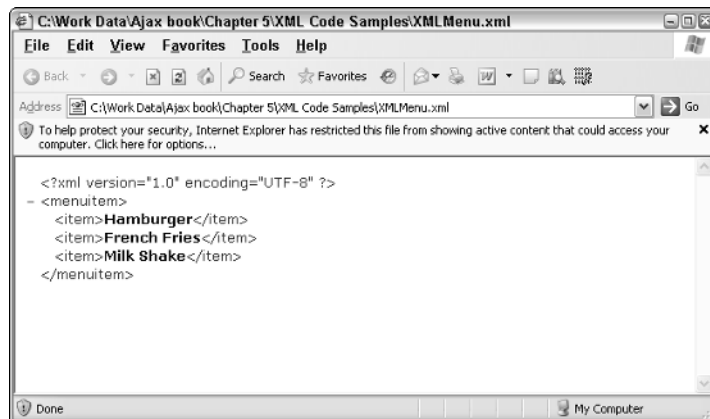 C:\Work Data\Ajax book\Chapter 5\XML Code Samples\XMLMenu.xml
File Edit View Favorites Tools Help
Back Search Favorites
Address C:\Work Data\Ajax book\Chapter 5\XML Code Samples\XMLMenu.xml Go
To help protect your security, Internet Explorer has restricted this file from showing active content that could access your
computer. Click here for options...
<?xml version="1.0" encoding="UTF-8" ?>
- <menuitem>
<item>Hamburger</item>
<item>French Fries</item>
<item>Milk Shake</item>
</menuitem>
Done My Computer